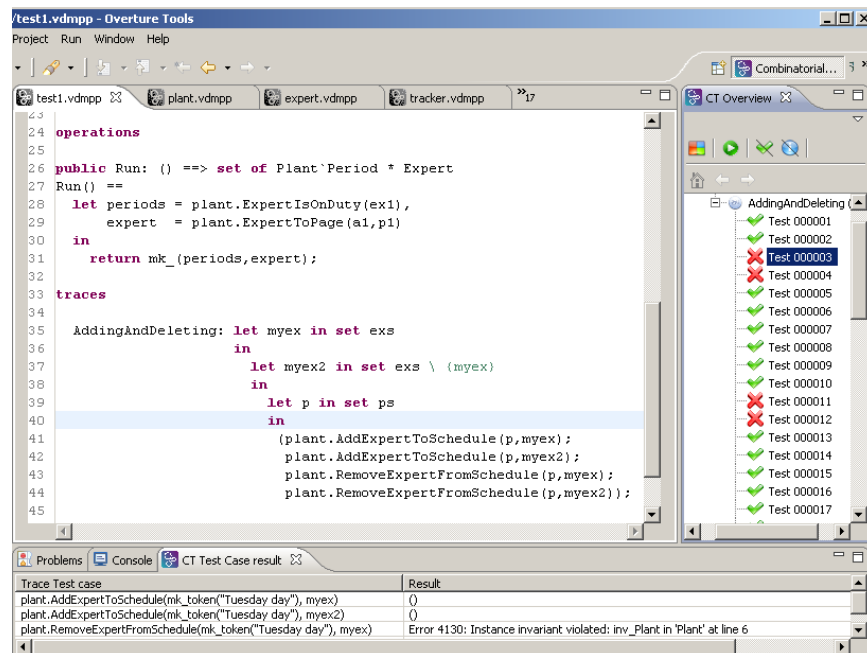 /test1.vdmpp - Overture Tools
Project Run Window Help
Combinatorial...
test1.vdmpp
plant.vdmpp
expert.vdmpp
tracker.vdmpp
»17
CT Overview
23
24 operations
25
26 public Run: () ==> set of Plant`Period * Expert
27 Run() ==
28 let periods = plant.ExpertIsOnDuty(ex1),
29 expert = plant.ExpertToPage(a1,p1)
30 in
31 return mk_(periods,expert);
32
33 traces
34
35 AddingAndDeleting: let myex in set exs
36 in
37 let myex2 in set exs \ {myex}
38 in
39 let p in set ps
40 in
41 (plant.AddExpertToSchedule(p,myex);
42 plant.AddExpertToSchedule(p,myex2);
43 plant.RemoveExpertFromSchedule(p,myex);
44 plant.RemoveExpertFromSchedule(p,myex2));
45
AddingAndDeleting (
Test 000001
Test 000002
Test 000003
Test 000004
Test 000005
Test 000006
Test 000007
Test 000008
Test 000009
Test 000010
Test 000011
Test 000012
Test 000013
Test 000014
Test 000015
Test 000016
Test 000017
Problems
Console
CT Test Case result
Trace Test case Result
plant.AddExpertToSchedule(mk_token("Tuesday day"), myex) ()
plant.AddExpertToSchedule(mk_token("Tuesday day"), myex2) ()
plant.RemoveExpertFromSchedule(mk_token("Tuesday day"), myex) Error 4130: Instance invariant violated: inv_Plant in 'Plant' at line 6